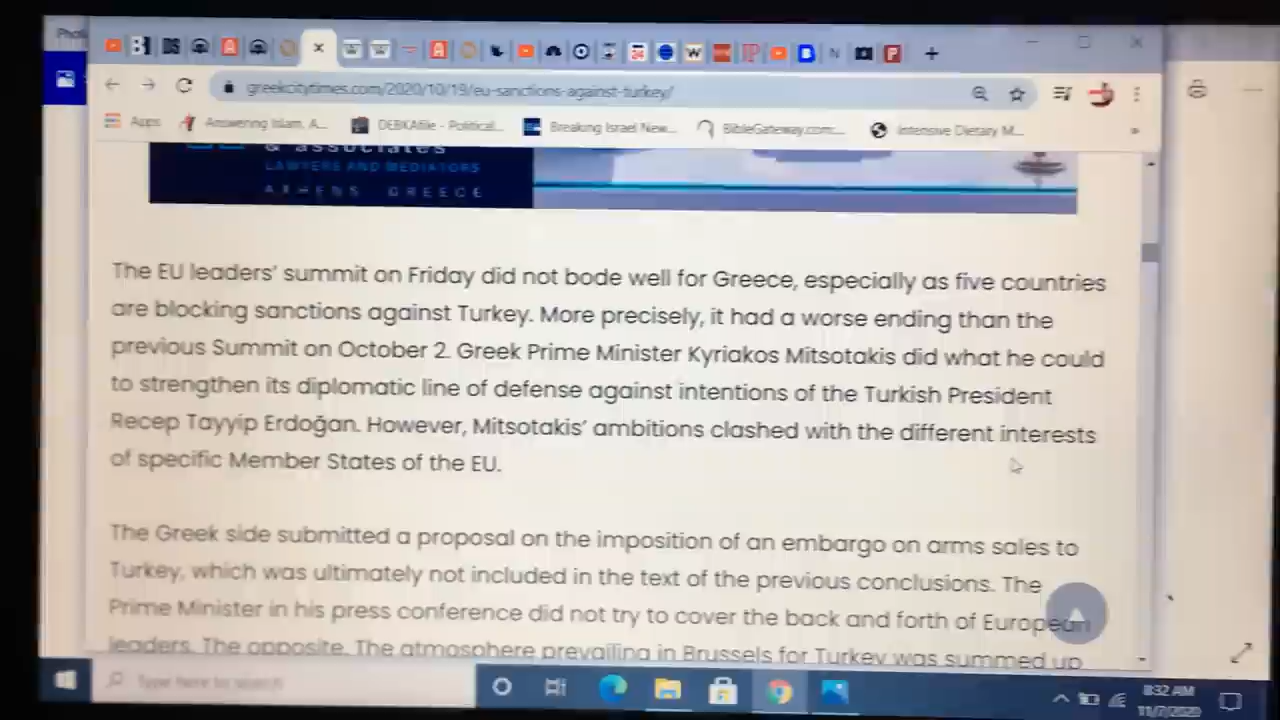 greekcitytimes.com/2020/10/19/eu-sanctions-against-turkey/
Apps
Answering Islam, A...
DEBKAfile - Political...
Breaking Israel New...
BibleGateway.com:...
Intensive Dietary M...
»
& associates
LAWYERS AND MEDIATORS
ATHENS GREECE
The EU leaders' summit on Friday did not bode well for Greece, especially as five countries
are blocking sanctions against Turkey. More precisely, it had a worse ending than the
previous Summit on October 2. Greek Prime Minister Kyriakos Mitsotakis did what he could
to strengthen its diplomatic line of defense against intentions of the Turkish President
Recep Tayyip Erdoğan. However, Mitsotakis' ambitions clashed with the different interests
of specific Member States of the EU.
The Greek side submitted a proposal on the imposition of an embargo on arms sales to
Turkey, which was ultimately not included in the text of the previous conclusions. The
Prime Minister in his press conference did not try to cover the back and forth of European
leaders. The opposite. The atmosphere prevailing in Brussels for Turkey was summed up
Type here to search
8:32 AM
11/7/2020